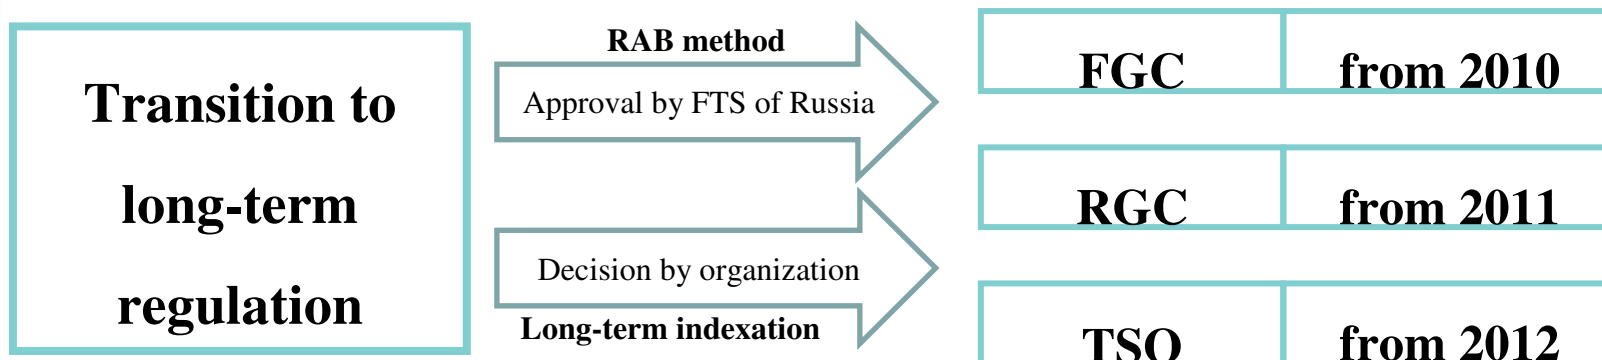 Transition to
long-term
regulation
RAB method
Approval by FTS of Russia
Decision by organization
Long-term indexation
FGC from 2010
RGC from 2011
TSO from 2012